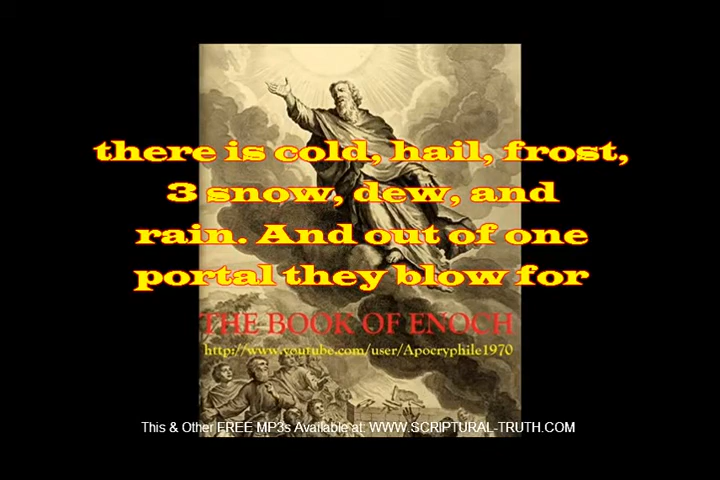 there is cold, hail, frost,
3 snow, dew, and
rain. And out of one
portal they blow for
THE BOOK OF ENOCH
http://www.youtube.com/user/Apocryphile1970
This & Other FREE MP3s Available at: WWW.SCRIPTURAL-TRUTH.COM